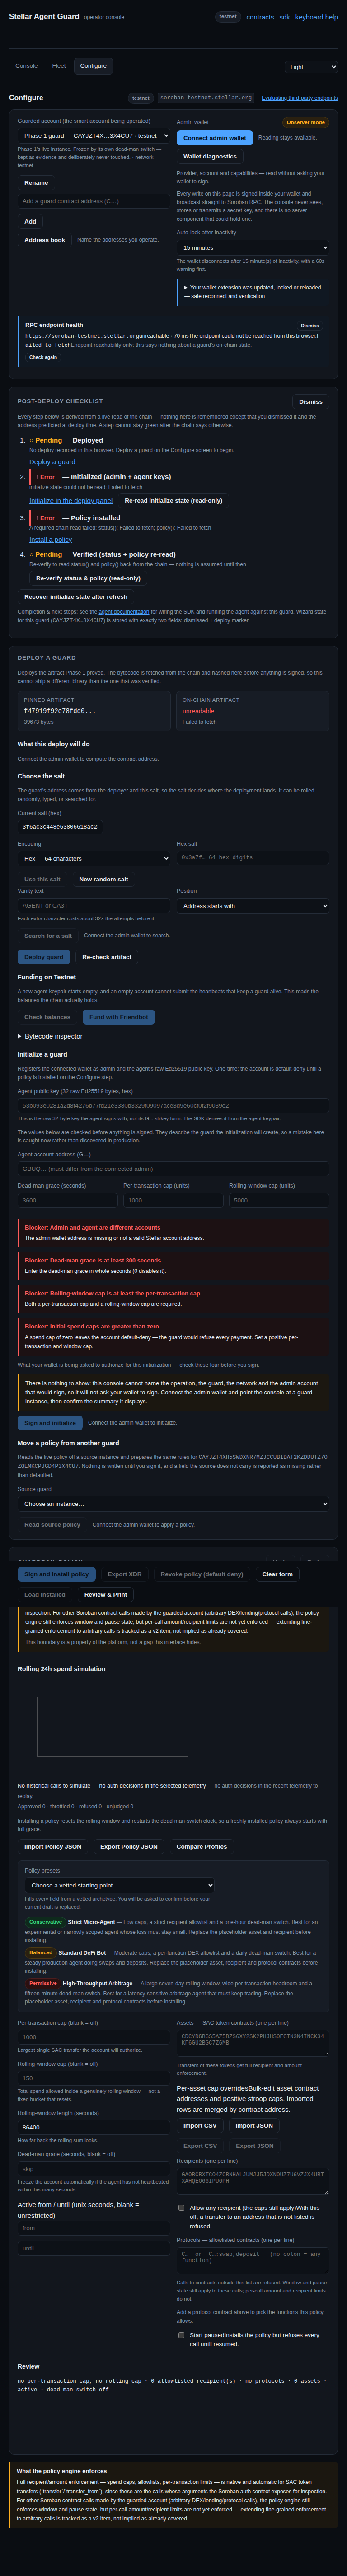 Stellar Agent Guard operator console
testnet contracts sdk keyboard help
Console Fleet Configure
Light
Configure
testnet soroban-testnet.stellar.org Evaluating third-party endpoints
Guarded account (the smart account being operated)
Phase 1 guard — CAYJZT4X…3X4CU7 · testnet
Phase 1's live instance. Frozen by its own dead-man switch —
kept as evidence and deliberately never touched. · network
testnet
Rename
Add a guard contract address (C…)
Add
Address book Name the addresses you operate.
Admin wallet
Observer mode
Connect admin wallet Reading stays available.
Wallet diagnostics
Provider, account and capabilities — read without asking your
wallet to sign.
Every write on this page is signed inside your wallet and
broadcast straight to Soroban RPC. The console never sees,
stores or transmits a secret key, and there is no server
component that could hold one.
Auto-lock after inactivity
15 minutes
The wallet disconnects after 15 minute(s) of inactivity, with a 60s
warning first.
▶ Your wallet extension was updated, locked or reloaded
— safe reconnect and verification
RPC endpoint health
Dismiss
https://soroban-testnet.stellar.orgunreachable · 70 msThe endpoint could not be reached from this browser.F
ailed to fetchEndpoint reachability only: this says nothing about a guard's on-chain state.
Check again
POST-DEPLOY CHECKLIST
Dismiss
Every step below is derived from a live read of the chain — nothing here is remembered except that you dismissed it and the
address predicted at deploy time. A step cannot stay green after the chain says otherwise.
1. ○ Pending — Deployed
No deploy recorded in this browser. Deploy a guard on the Configure screen to begin.
Deploy a guard
2. ! Error — Initialized (admin + agent keys)
Initialize state could not be read: Failed to fetch
Initialize in the deploy panel Re-read initialize state (read-only)
3. ! Error — Policy installed
A required chain read failed: status(): Failed to fetch; policy(): Failed to fetch
Install a policy
4. ○ Pending — Verified (status + policy re-read)
Re-verify to read status() and policy() back from the chain — nothing is assumed until then
Re-verify status & policy (read-only)
Recover initialize state after refresh
Completion & next steps: see the agent documentation for wiring the SDK and running the agent against this guard. Wizard state
for this guard (CAYJZT4X…3X4CU7) is stored with exactly two fields: dismissed + deploy marker.
DEPLOY A GUARD
Deploys the artifact Phase 1 proved. The bytecode is fetched from the chain and hashed here before anything is signed, so this
cannot ship a different binary than the one that was verified.
PINNED ARTIFACT
f47919f92e78fdd0...
39673 bytes
ON-CHAIN ARTIFACT
unreadable
Failed to fetch
What this deploy will do
Connect the admin wallet to compute the contract address.
Choose the salt
The guard's address comes from the deployer and this salt, so the salt decides where the deployment lands. It can be rolled
randomly, typed, or searched for.
Current salt (hex)
3f6ac3c448e63806618ac2
Encoding
Hex — 64 characters
Hex salt
0x3a7f… 64 hex digits
Use this salt New random salt
Vanity text
AGENT or CA3T
Position
Address starts with
Each extra character costs about 32× the attempts before it.
Search for a salt Connect the admin wallet to search.
Deploy guard Re-check artifact
Funding on Testnet
A new agent keypair starts empty, and an empty account cannot submit the heartbeats that keep a guard alive. This reads the
balances the chain actually holds.
Check balances Fund with Friendbot
▶ Bytecode inspector
Initialize a guard
Registers the connected wallet as admin and the agent's raw Ed25519 public key. One-time: the account is default-deny until a
policy is installed on the Configure step.
Agent public key (32 raw Ed25519 bytes, hex)
This is the raw 32-byte key the agent signs with, not its G… strkey form. The SDK derives it from the agent keypair.
The values below are checked before anything is signed. They describe the guard the initialization will create, so a mistake here
is caught now rather than discovered in production.
Agent account address (G…)
GBUQ… (must differ from the connected admin)
Dead-man grace (seconds)
3600
Per-transaction cap (units)
1000
Rolling-window cap (units)
5000
Blocker: Admin and agent are different accounts
The admin wallet address is missing or not a valid Stellar account address.
Blocker: Dead-man grace is at least 300 seconds
Enter the dead-man grace in whole seconds (0 disables it).
Blocker: Rolling-window cap is at least the per-transaction cap
Both a per-transaction cap and a rolling-window cap are required.
Blocker: Initial spend caps are greater than zero
A spend cap of zero leaves the account default-deny — the guard would refuse every payment. Set a positive per-
transaction and window cap.
What your wallet is being asked to authorize for this initialization — check these four before you sign.
There is nothing to show: this console cannot name the operation, the guard, the network and the admin account
that would sign, so it will not ask your wallet to sign. Connect the admin wallet and point the console at a guard
instance, then confirm the summary it displays.
Sign and initialize Connect the admin wallet to initialize.
Move a policy from another guard
Reads the live policy off a source instance and prepares the same rules for CAYJZT4XH5SWDXNR7MZJCCUBIDAT2KZDDUTZ7O
ZQEMKCPJGD4P3X4CU7. Nothing is written until you sign it, and a field the source does not carry is reported as missing rather
than defaulted.
Source guard
Choose an instance…
Read source policy Connect the admin wallet to apply a policy.
Sign and install policy Export XDR Revoke policy (default deny) Clear form
Load installed Review & Print
inspection. For other Soroban contract calls made by the guarded account (arbitrary DEX/lending/protocol calls), the policy
engine still enforces window and pause state, but per-call amount/recipient limits are not yet enforced — extending fine-
grained enforcement to arbitrary calls is tracked as a v2 item, not implied as already covered.
This boundary is a property of the platform, not a gap this interface hides.
Rolling 24h spend simulation
No historical calls to simulate — no auth decisions in the selected telemetry — no auth decisions in the recent telemetry to
replay.
Approved 0 · throttled 0 · refused 0 · unjudged 0
Installing a policy resets the rolling window and restarts the dead-man-switch clock, so a freshly installed policy always starts with
full grace.
Import Policy JSON Export Policy JSON Compare Profiles
Policy presets
Choose a vetted starting point…
Fills every field from a vetted archetype. You will be asked to confirm before your
current draft is replaced.
Conservative Strict Micro-Agent — Low caps, a strict recipient allowlist and a one-hour dead-man switch. Best for an
experimental or narrowly scoped agent whose loss must stay small. Replace the placeholder asset and recipient before
installing.
Balanced Standard DeFi Bot — Moderate caps, a per-function DEX allowlist and a daily dead-man switch. Best for a
steady production agent doing swaps and deposits. Replace the placeholder asset, recipient and protocol contracts before
installing.
Permissive High-Throughput Arbitrage — A large seven-day rolling window, wide per-transaction headroom and a
fifteen-minute dead-man switch. Best for a latency-sensitive arbitrage agent that must keep trading. Replace the
placeholder asset, recipient and protocol contracts before installing.
Per-transaction cap (blank = off)
1000
Largest single SAC transfer the account will authorize.
Rolling-window cap (blank = off)
150
Total spend allowed inside a genuinely rolling window — not a
fixed bucket that resets.
Rolling-window length (seconds)
86400
How far back the rolling sum looks.
Dead-man grace (seconds, blank = off)
skip
Freeze the account automatically if the agent has not heartbeated
within this many seconds.
Active from / until (unix seconds, blank =
unrestricted)
from
until
Assets — SAC token contracts (one per line)
Transfers of these tokens get full recipient and amount
enforcement.
Per-asset cap overridesBulk-edit asset contract
addresses and positive stroop caps. Imported
rows are merged by contract address.
Import CSV Import JSON
Export CSV Export JSON
Recipients (one per line)
Allow any recipient (the caps still apply)With this
off, a transfer to an address that is not listed is
refused.
Protocols — allowlisted contracts (one per line)
C… or C…:swap,deposit (no colon = any
function)
Calls to contracts outside this list are refused. Window and pause
state still apply to these calls; per-call amount and recipient limits
do not.
Add a protocol contract above to pick the functions this policy
allows.
Start pausedInstalls the policy but refuses every
call until resumed.
Review
no per-transaction cap, no rolling cap · 0 allowlisted recipient(s) · no protocols · 0 assets ·
active · dead-man switch off
What the policy engine enforces
Full recipient/amount enforcement — spend caps, allowlists, per-transaction limits — is native and automatic for SAC token
transfers (`transfer`/`transfer_from`), since these are the calls whose arguments the Soroban auth context exposes for inspection.
For other Soroban contract calls made by the guarded account (arbitrary DEX/lending/protocol calls), the policy engine still
enforces window and pause state, but per-call amount/recipient limits are not yet enforced — extending fine-grained enforcement
to arbitrary calls is tracked as a v2 item, not implied as already covered.